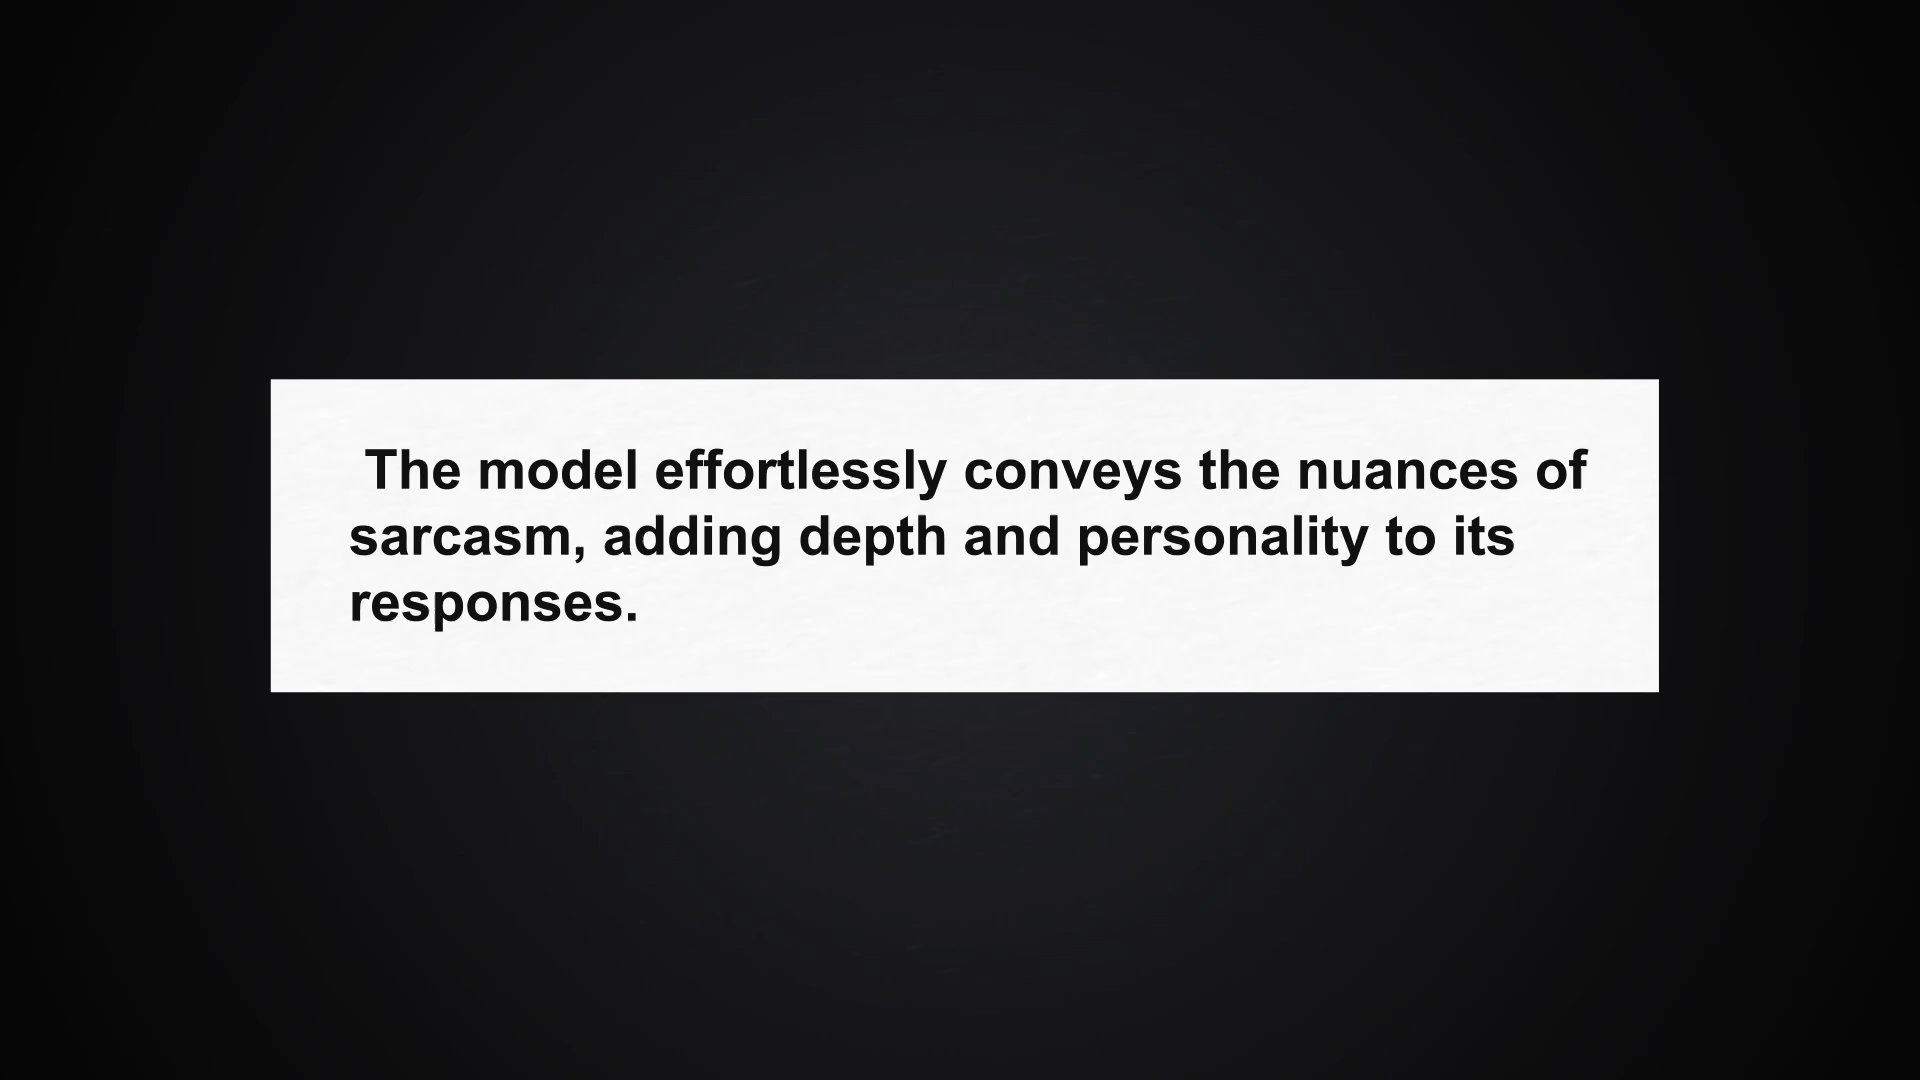 The model effortlessly conveys the nuances of
sarcasm, adding depth and personality to its
responses.